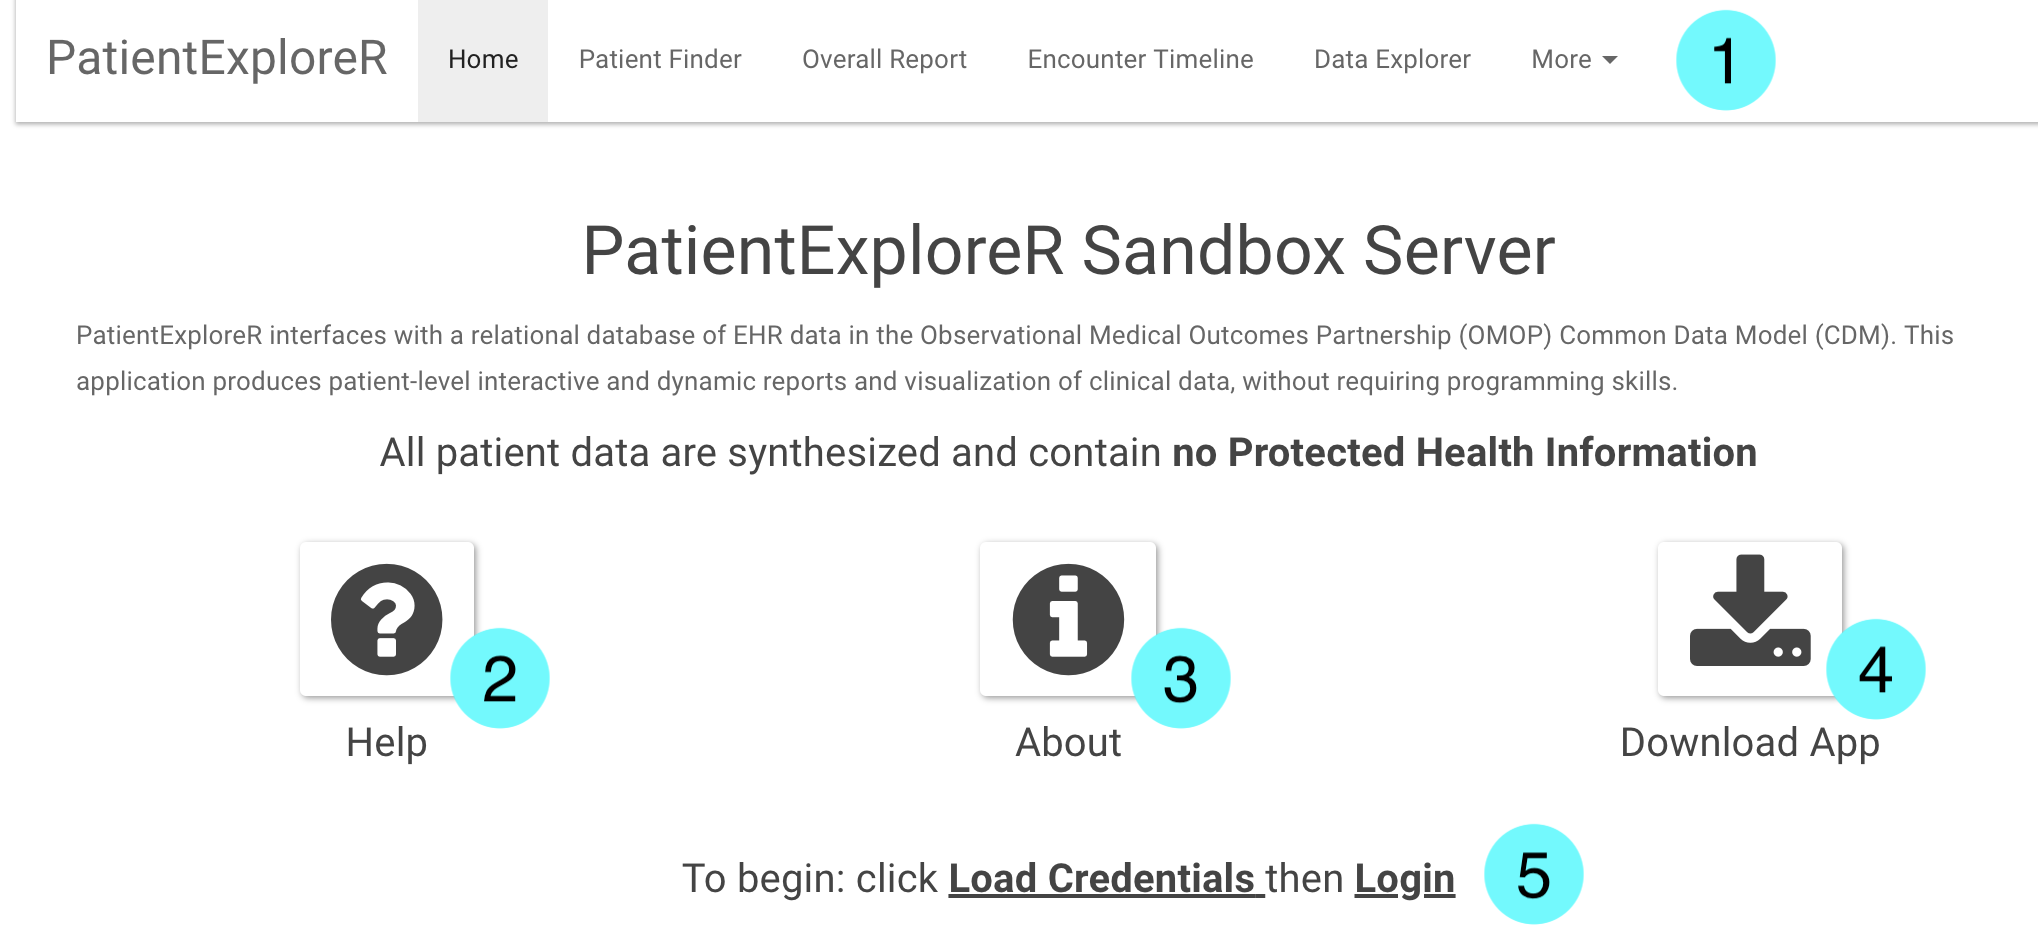 PatientExploreR Home Patient Finder Overall Report Encounter Timeline Data Explorer More 1
PatientExploreR Sandbox Server
PatientExploreR interfaces with a relational database of EHR data in the Observational Medical Outcomes Partnership (OMOP) Common Data Model (CDM). This
application produces patient-level interactive and dynamic reports and visualization of clinical data, without requiring programming skills.
All patient data are synthesized and contain no Protected Health Information
2 3 4
Help About Download App
To begin: click Load Credentials then Login 5